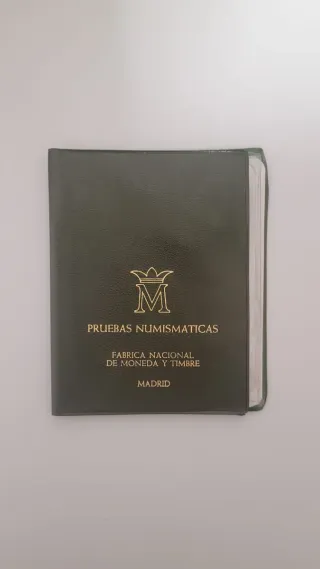 M
PRUEBAS NUMISMATICAS
FABRICA NACIONAL
DE MONEDA Y TIMBRE
MADRID